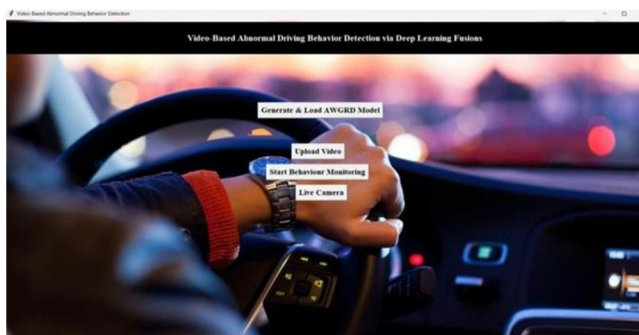 Video-Based Abnormal Driving Behavior Detection
Video-Based Abnormal Driving Behavior Detection via Deep Learning Fusions
Generate & Load AWGRD Model
Upload Video
Start Behaviour Monitoring
Live Camera